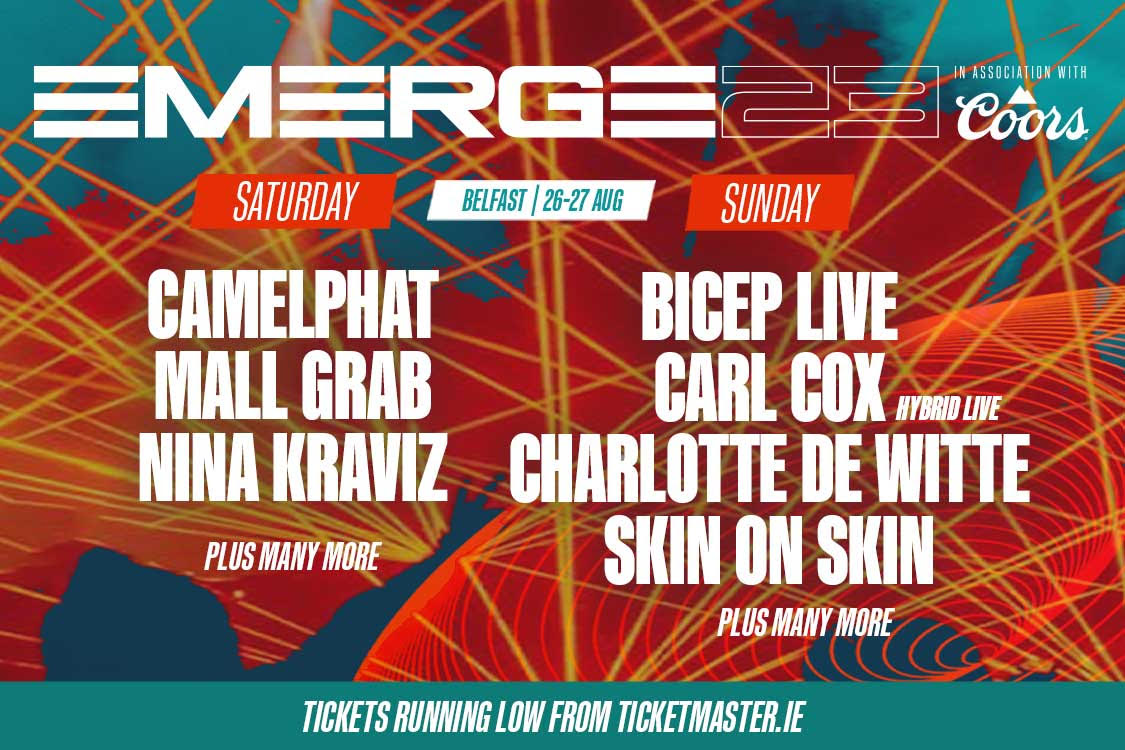 EMERGE23
IN ASSOCIATION WITH
Coors
SATURDAY
BELFAST | 26-27 AUG
SUNDAY
CAMELPHAT
MALL GRAB
NINA KRAVIZ
PLUS MANY MORE
BICEP LIVE
CARL COX HYBRID LIVE
CHARLOTTE DE WITTE
SKIN ON SKIN
PLUS MANY MORE
TICKETS RUNNING LOW FROM TICKETMASTER.IE